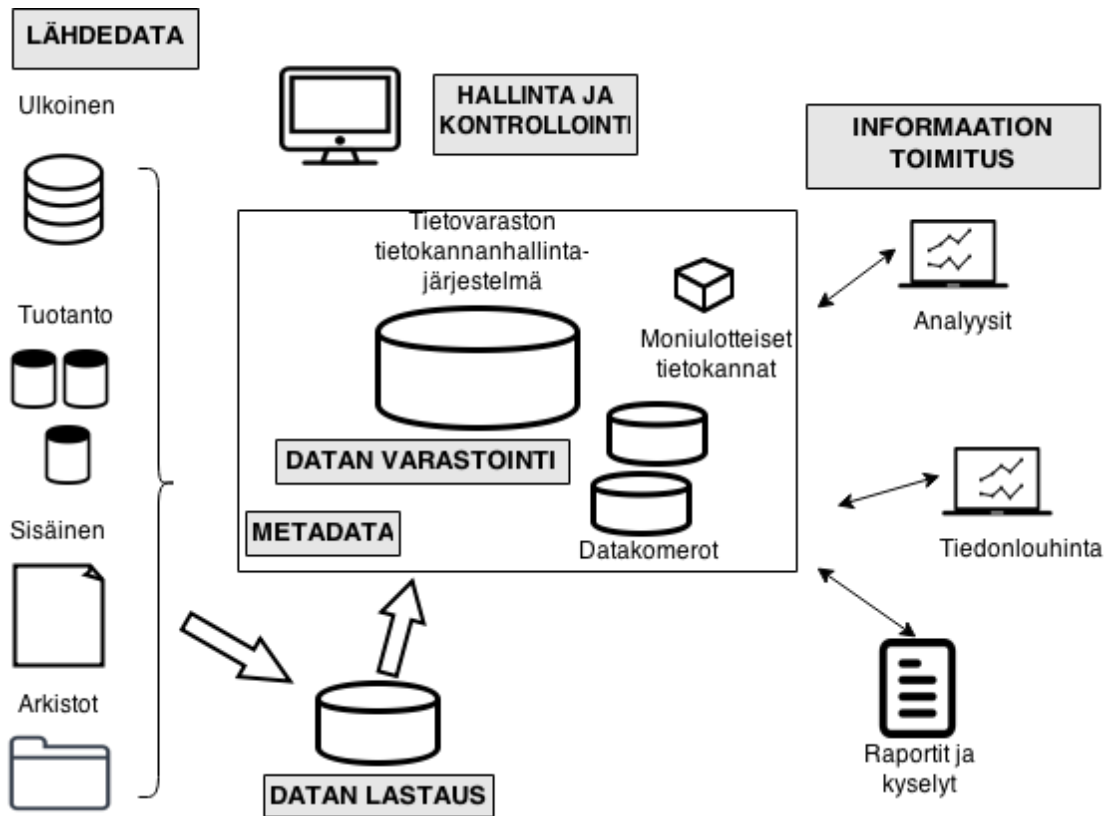 LÄHDEDATA
Ulkoinen
Tuotanto
Sisäinen
Arkistot
HALLINTA JA
KONTROLLOINTI
Tietovaraston
tietokannanhallinta-
järjestelmä
Moniulotteiset
tietokannat
DATAN VARASTOINTI
METADATA
Datakomerot
DATAN LASTAUS
INFORMAATION
TOIMITUS
Analyysit
Tiedonlouhinta
Raportit ja
kyselyt